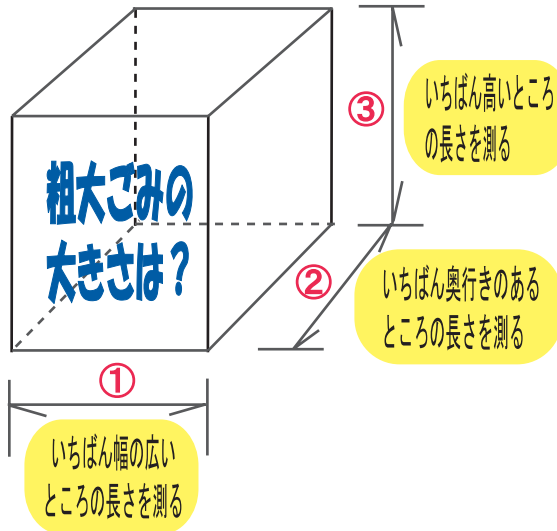 粗大ごみの
大きさは？
①
いちばん幅の広い
ところの長さを測る
②
いちばん奥行きのある
ところの長さを測る
③
いちばん高いところ
の長さを測る